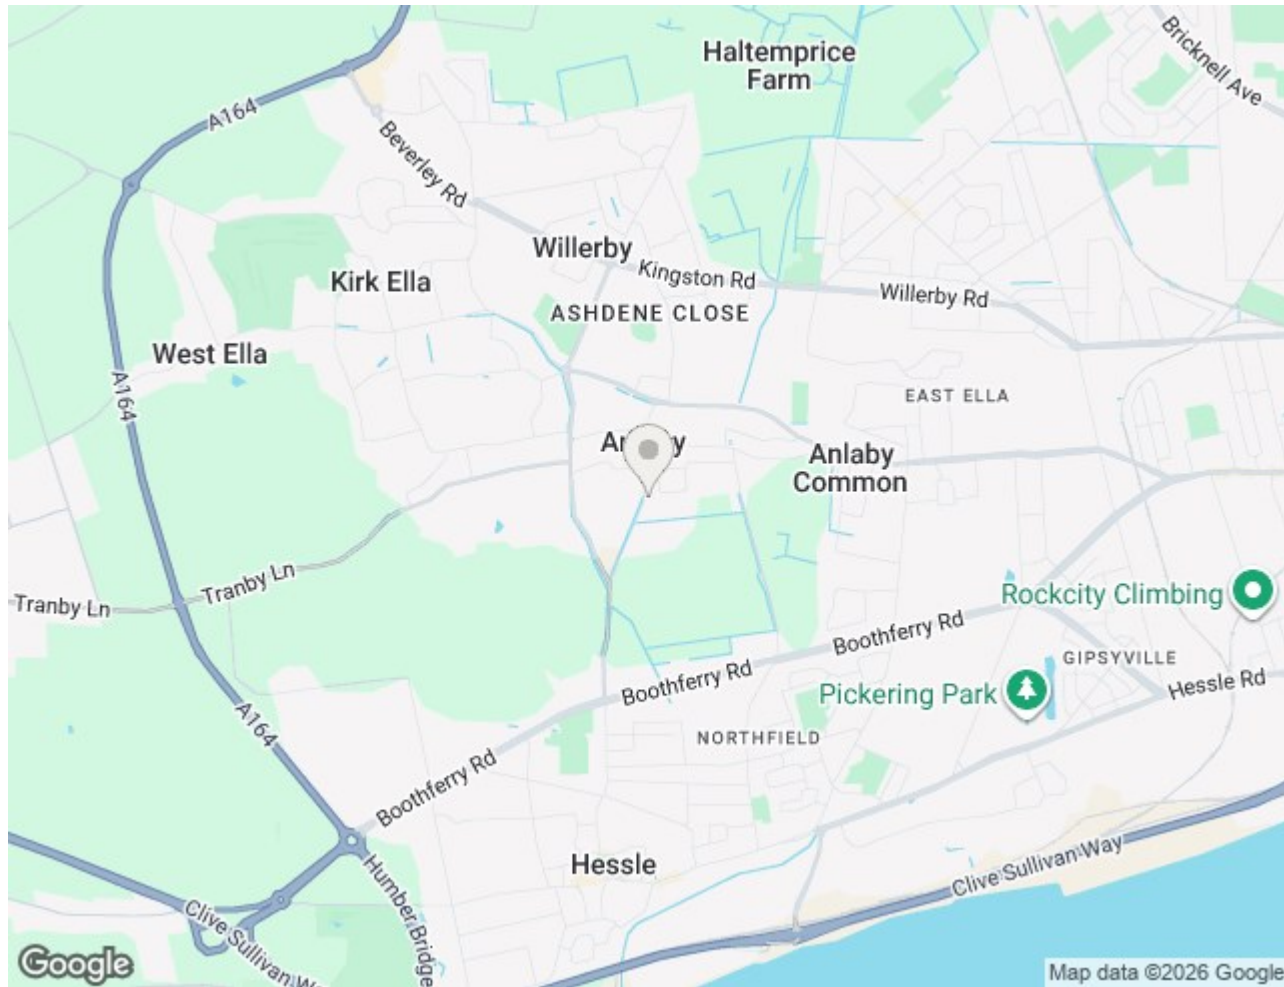 Haltemprice
Farm
Bricknell Ave
A164
Beverley Rd
Willerby
Kingston Rd
Kirk Ella
Willerby Rd
ASHDENE CLOSE
West Ella
A164
EAST ELLA
Anlaby
Common
Tranby Ln
Tranby Ln
Rockcity Climbing
Boothferry Rd
GIPSYVILLE
Boothferry Rd
Hessle Rd
Pickering Park
A164
NORTHFIELD
Boothferry Rd
Hessle
Clive Sullivan Way
Humber Bridge
Clive Sullivan
Google
Map data ©2026 Google